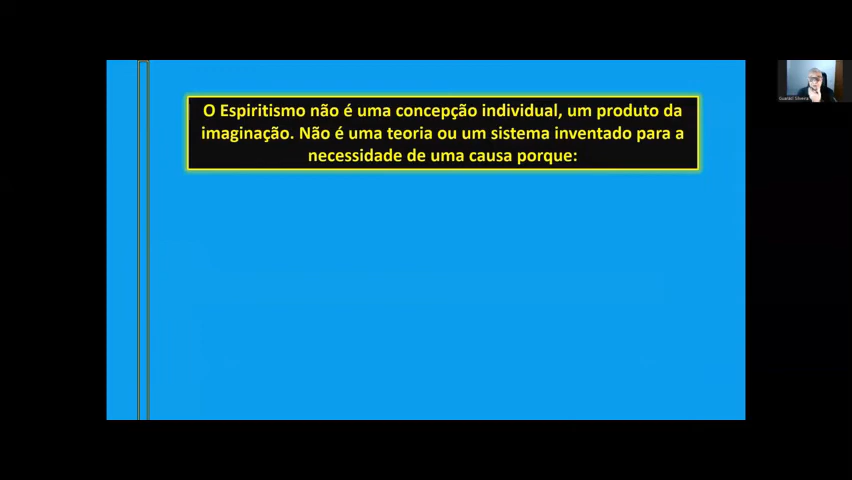 O Espiritismo não é uma concepção individual, um produto da
imaginação. Não é uma teoria ou um sistema inventado para a
necessidade de uma causa porque: